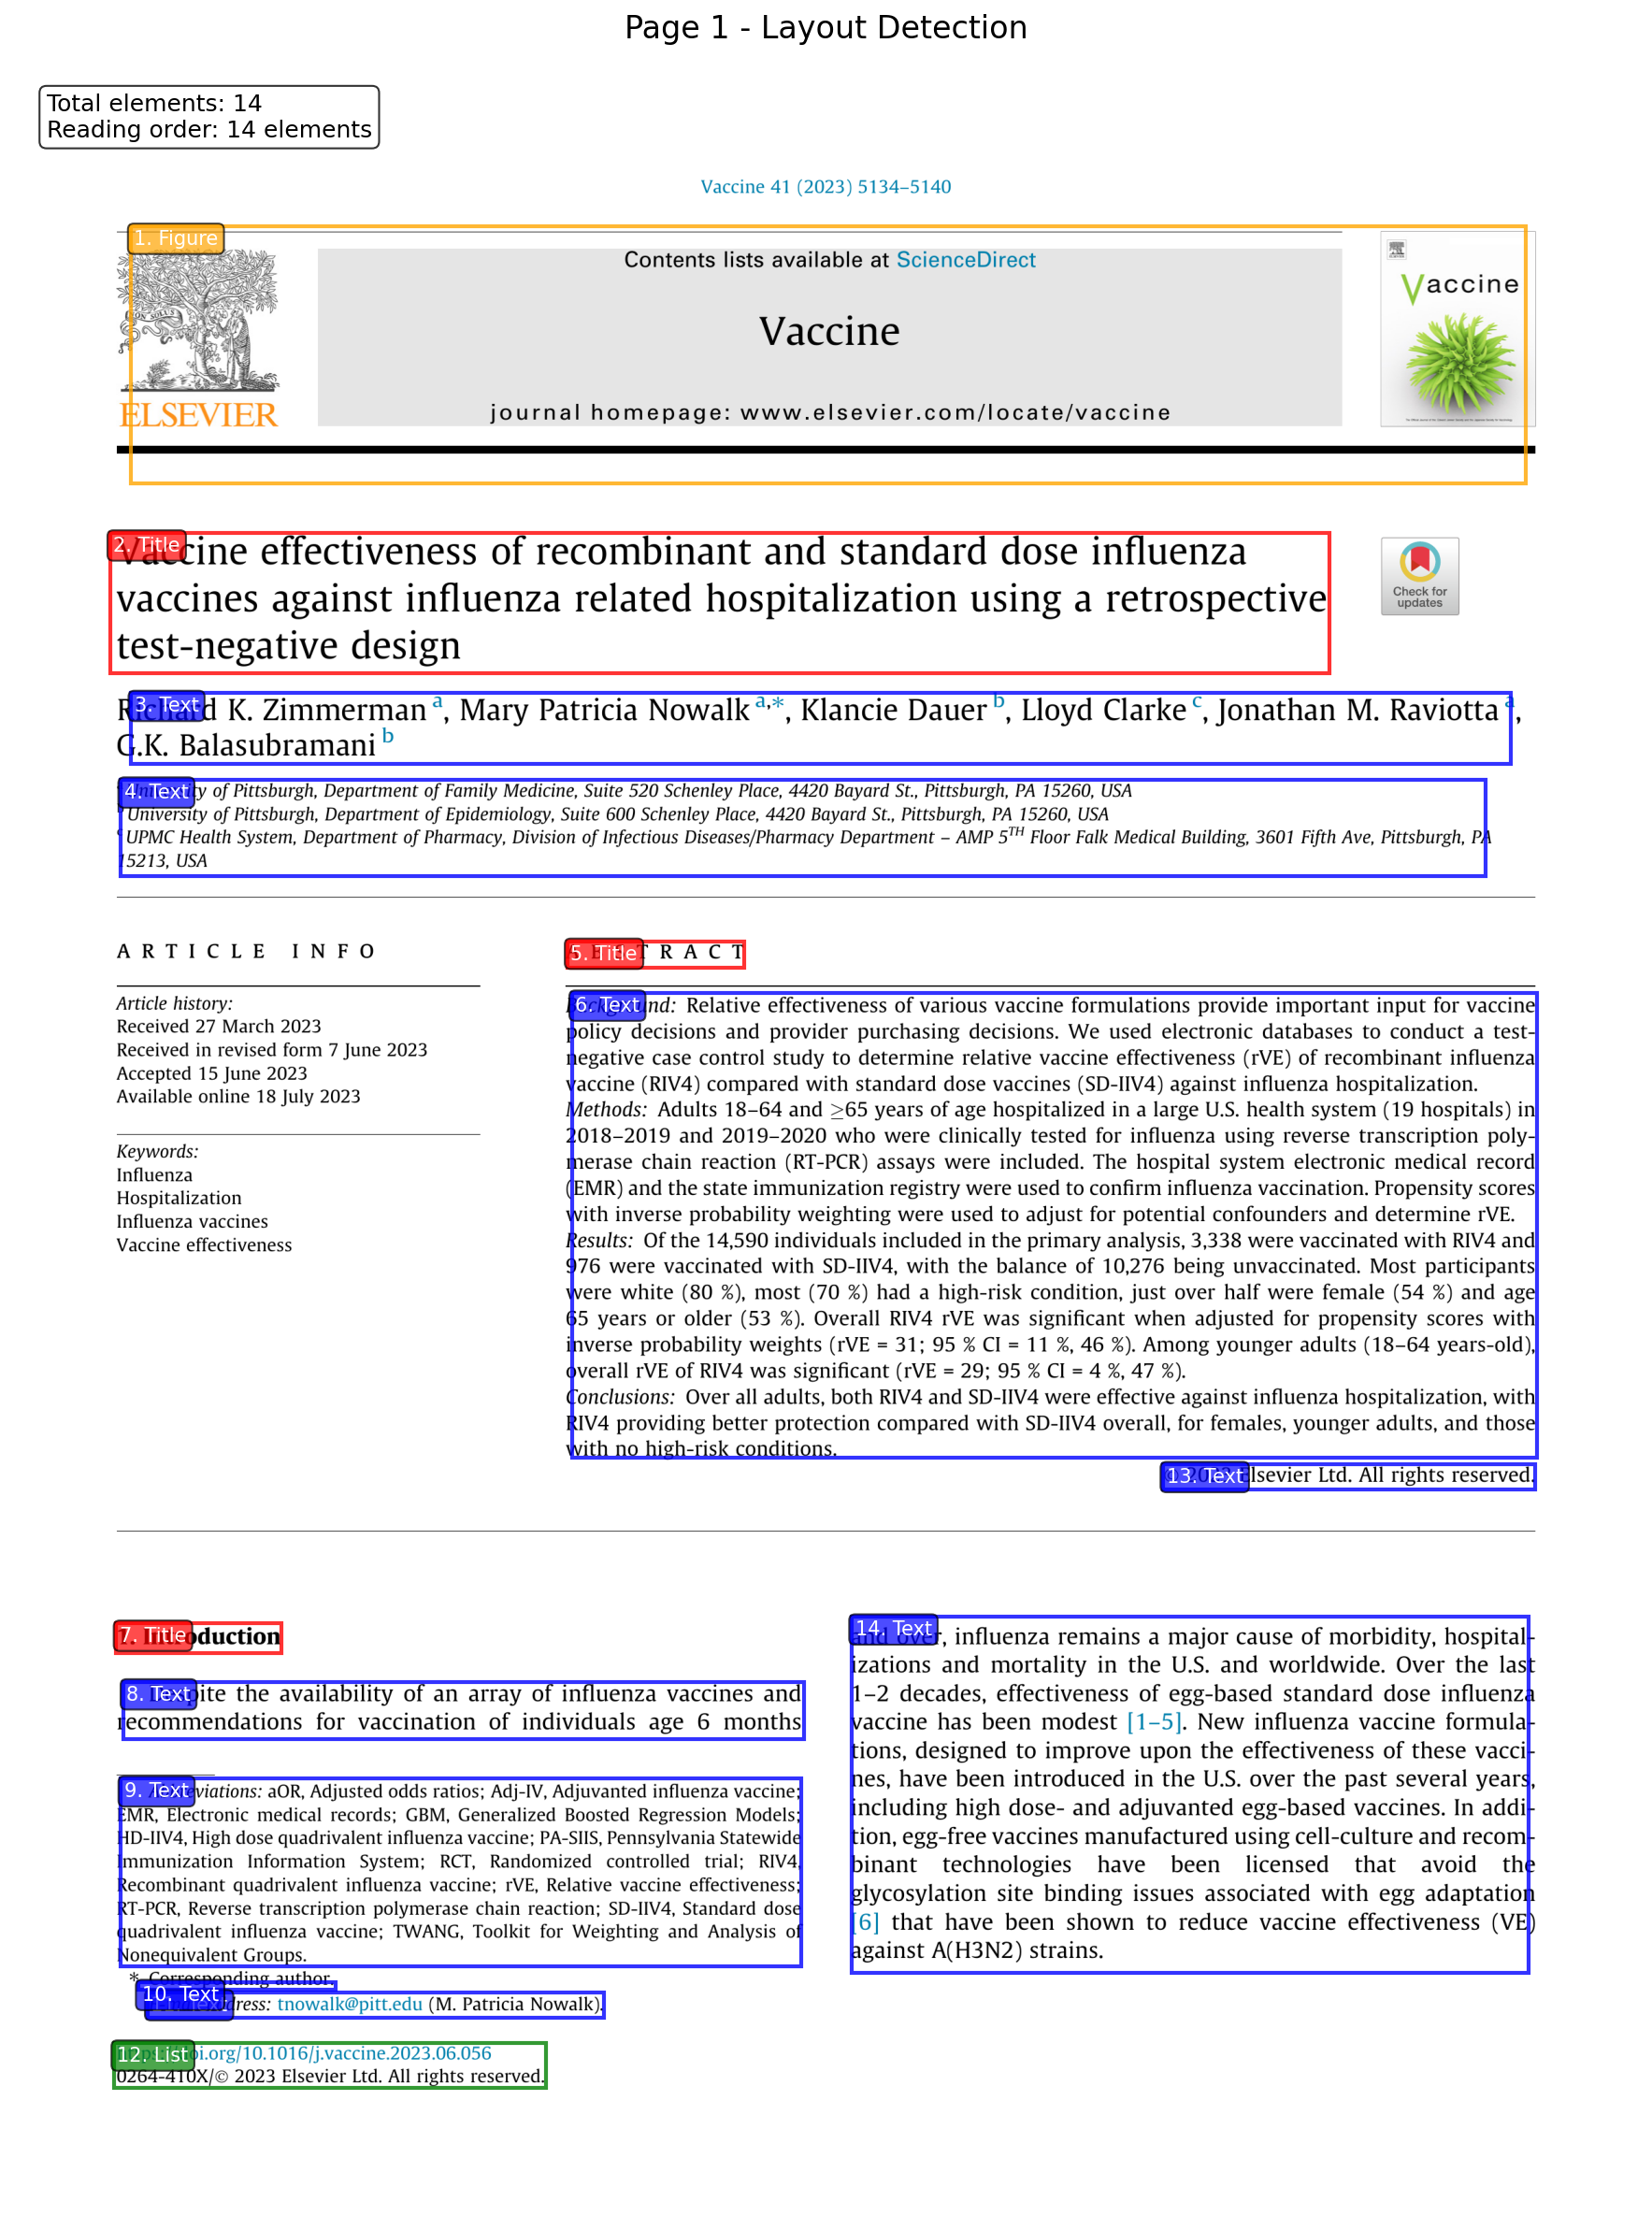 Page 1 - Layout Detection
Total elements: 14
Reading order: 14 elements
Vaccine 41 (2023) 5134–5140
1. Figure
Contents lists available at ScienceDirect
Vaccine
journal homepage: www.elsevier.com/locate/vaccine
ELSEVIER
Vaccine
2. Title
Vaccine effectiveness of recombinant and standard dose influenza
vaccines against influenza related hospitalization using a retrospective
test-negative design
Check for
updates
3. Text
Richard K. Zimmerman a, Mary Patricia Nowalk a,*, Klancie Dauer b, Lloyd Clarke c, Jonathan M. Raviotta a,
G.K. Balasubramani b
4. Text
University of Pittsburgh, Department of Family Medicine, Suite 520 Schenley Place, 4420 Bayard St., Pittsburgh, PA 15260, USA
b University of Pittsburgh, Department of Epidemiology, Suite 600 Schenley Place, 4420 Bayard St., Pittsburgh, PA 15260, USA
c UPMC Health System, Department of Pharmacy, Division of Infectious Diseases/Pharmacy Department – AMP 5TH Floor Falk Medical Building, 3601 Fifth Ave, Pittsburgh, PA
15213, USA
ARTICLE INFO
Article history:
Received 27 March 2023
Received in revised form 7 June 2023
Accepted 15 June 2023
Available online 18 July 2023
Keywords:
Influenza
Hospitalization
Influenza vaccines
Vaccine effectiveness
5. Title
ABSTRACT
6. Text
Background: Relative effectiveness of various vaccine formulations provide important input for vaccine
policy decisions and provider purchasing decisions. We used electronic databases to conduct a test-
negative case control study to determine relative vaccine effectiveness (rVE) of recombinant influenza
vaccine (RIV4) compared with standard dose vaccines (SD-IIV4) against influenza hospitalization.
Methods: Adults 18–64 and ≥65 years of age hospitalized in a large U.S. health system (19 hospitals) in
2018–2019 and 2019–2020 who were clinically tested for influenza using reverse transcription poly-
merase chain reaction (RT-PCR) assays were included. The hospital system electronic medical record
(EMR) and the state immunization registry were used to confirm influenza vaccination. Propensity scores
with inverse probability weighting were used to adjust for potential confounders and determine rVE.
Results: Of the 14,590 individuals included in the primary analysis, 3,338 were vaccinated with RIV4 and
976 were vaccinated with SD-IIV4, with the balance of 10,276 being unvaccinated. Most participants
were white (80 %), most (70 %) had a high-risk condition, just over half were female (54 %) and age
65 years or older (53 %). Overall RIV4 rVE was significant when adjusted for propensity scores with
inverse probability weights (rVE = 31; 95 % CI = 11 %, 46 %). Among younger adults (18–64 years-old),
overall rVE of RIV4 was significant (rVE = 29; 95 % CI = 4 %, 47 %).
Conclusions: Over all adults, both RIV4 and SD-IIV4 were effective against influenza hospitalization, with
RIV4 providing better protection compared with SD-IIV4 overall, for females, younger adults, and those
with no high-risk conditions.
13. Text
© 2023 Elsevier Ltd. All rights reserved.
7. Title
1. Introduction
8. Text
Despite the availability of an array of influenza vaccines and
recommendations for vaccination of individuals age 6 months
9. Text
Abbreviations: aOR, Adjusted odds ratios; Adj-IV, Adjuvanted influenza vaccine;
EMR, Electronic medical records; GBM, Generalized Boosted Regression Models;
HD-IIV4, High dose quadrivalent influenza vaccine; PA-SIIS, Pennsylvania Statewide
Immunization Information System; RCT, Randomized controlled trial; RIV4,
Recombinant quadrivalent influenza vaccine; rVE, Relative vaccine effectiveness;
RT-PCR, Reverse transcription polymerase chain reaction; SD-IIV4, Standard dose
quadrivalent influenza vaccine; TWANG, Toolkit for Weighting and Analysis of
Nonequivalent Groups.
* Corresponding author.
10. Text
address: tnowalk@pitt.edu (M. Patricia Nowalk).
12. List
https://doi.org/10.1016/j.vaccine.2023.06.056
0264-410X/© 2023 Elsevier Ltd. All rights reserved.
14. Text
and over, influenza remains a major cause of morbidity, hospital-
izations and mortality in the U.S. and worldwide. Over the last
1–2 decades, effectiveness of egg-based standard dose influenza
vaccine has been modest [1–5]. New influenza vaccine formula-
tions, designed to improve upon the effectiveness of these vacci-
nes, have been introduced in the U.S. over the past several years,
including high dose- and adjuvanted egg-based vaccines. In addi-
tion, egg-free vaccines manufactured using cell-culture and recom-
binant technologies have been licensed that avoid the
glycosylation site binding issues associated with egg adaptation
[6] that have been shown to reduce vaccine effectiveness (VE)
against A(H3N2) strains.